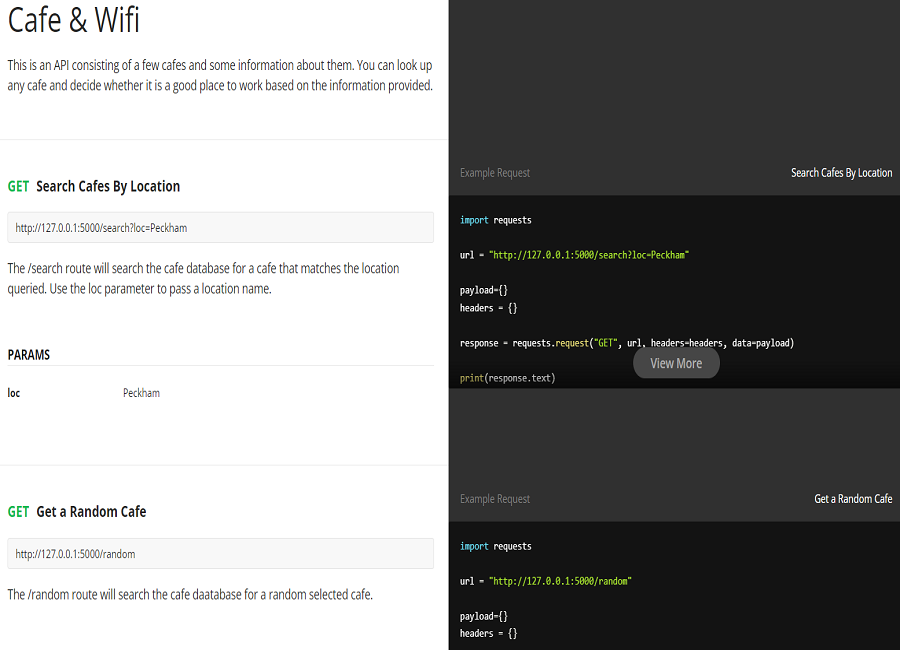 Cafe & Wifi
This is an API consisting of a few cafes and some information about them. You can look up
any cafe and decide whether it is a good place to work based on the information provided.
GET Search Cafes By Location
http://127.0.0.1:5000/search?loc=Peckham
The /search route will search the cafe database for a cafe that matches the location
queried. Use the loc parameter to pass a location name.
PARAMS
loc Peckham
Example Request Search Cafes By Location
import requests
url = "http://127.0.0.1:5000/search?loc=Peckham"
payload={}
headers = {}
response = requests.request("GET", url, headers=headers, data=payload)
View More
print(response.text)
GET Get a Random Cafe
http://127.0.0.1:5000/random
The /random route will search the cafe daatabase for a random selected cafe.
Example Request Get a Random Cafe
import requests
url = "http://127.0.0.1:5000/random"
payload={}
headers = {}